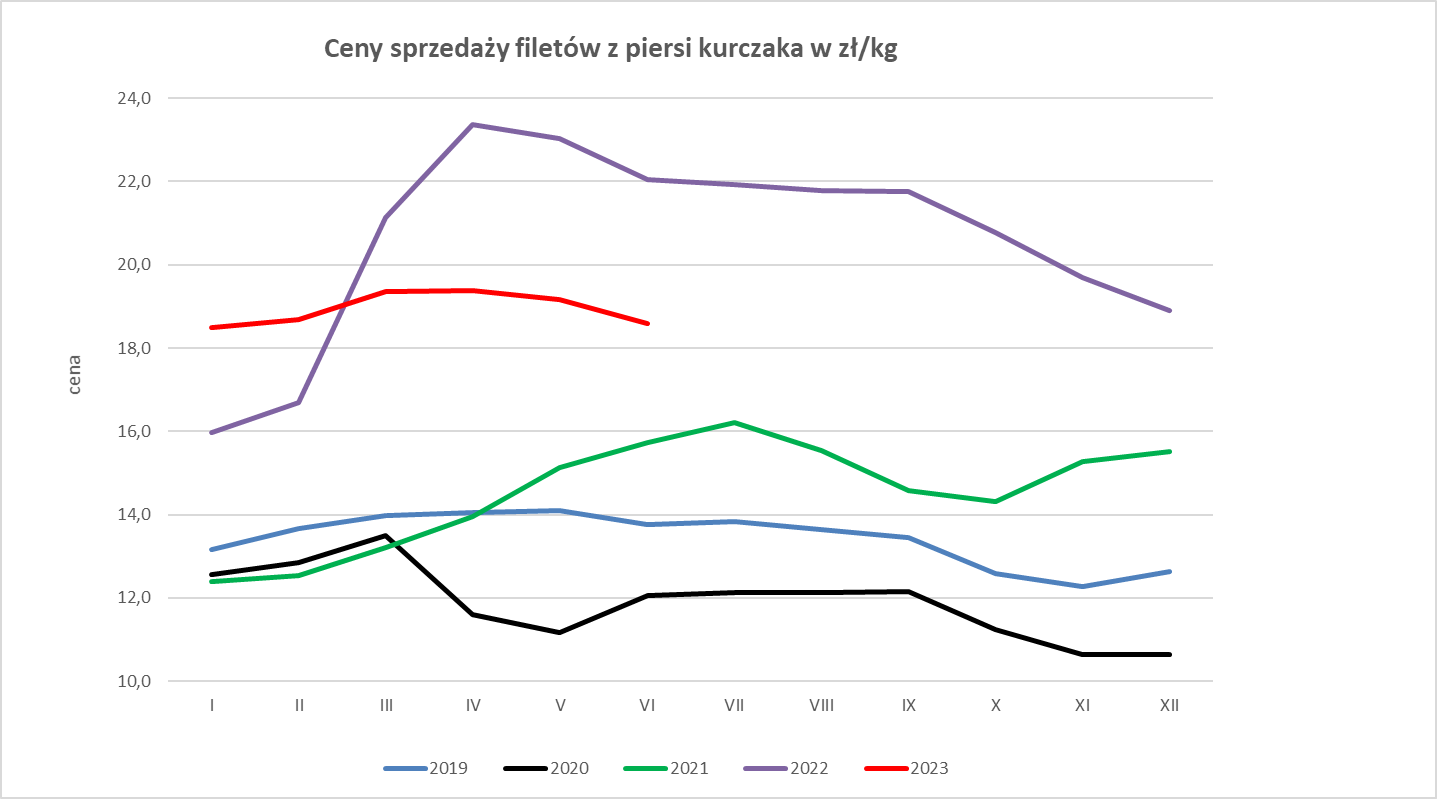 Ceny sprzedaży filetów z piersi kurczaka w zł/kg
24,0
22,0
20,0
18,0
16,0
14,0
12,0
10,0
cena
I II III IV V VI VII VIII IX X XI XII
2019 2020 2021 2022 2023